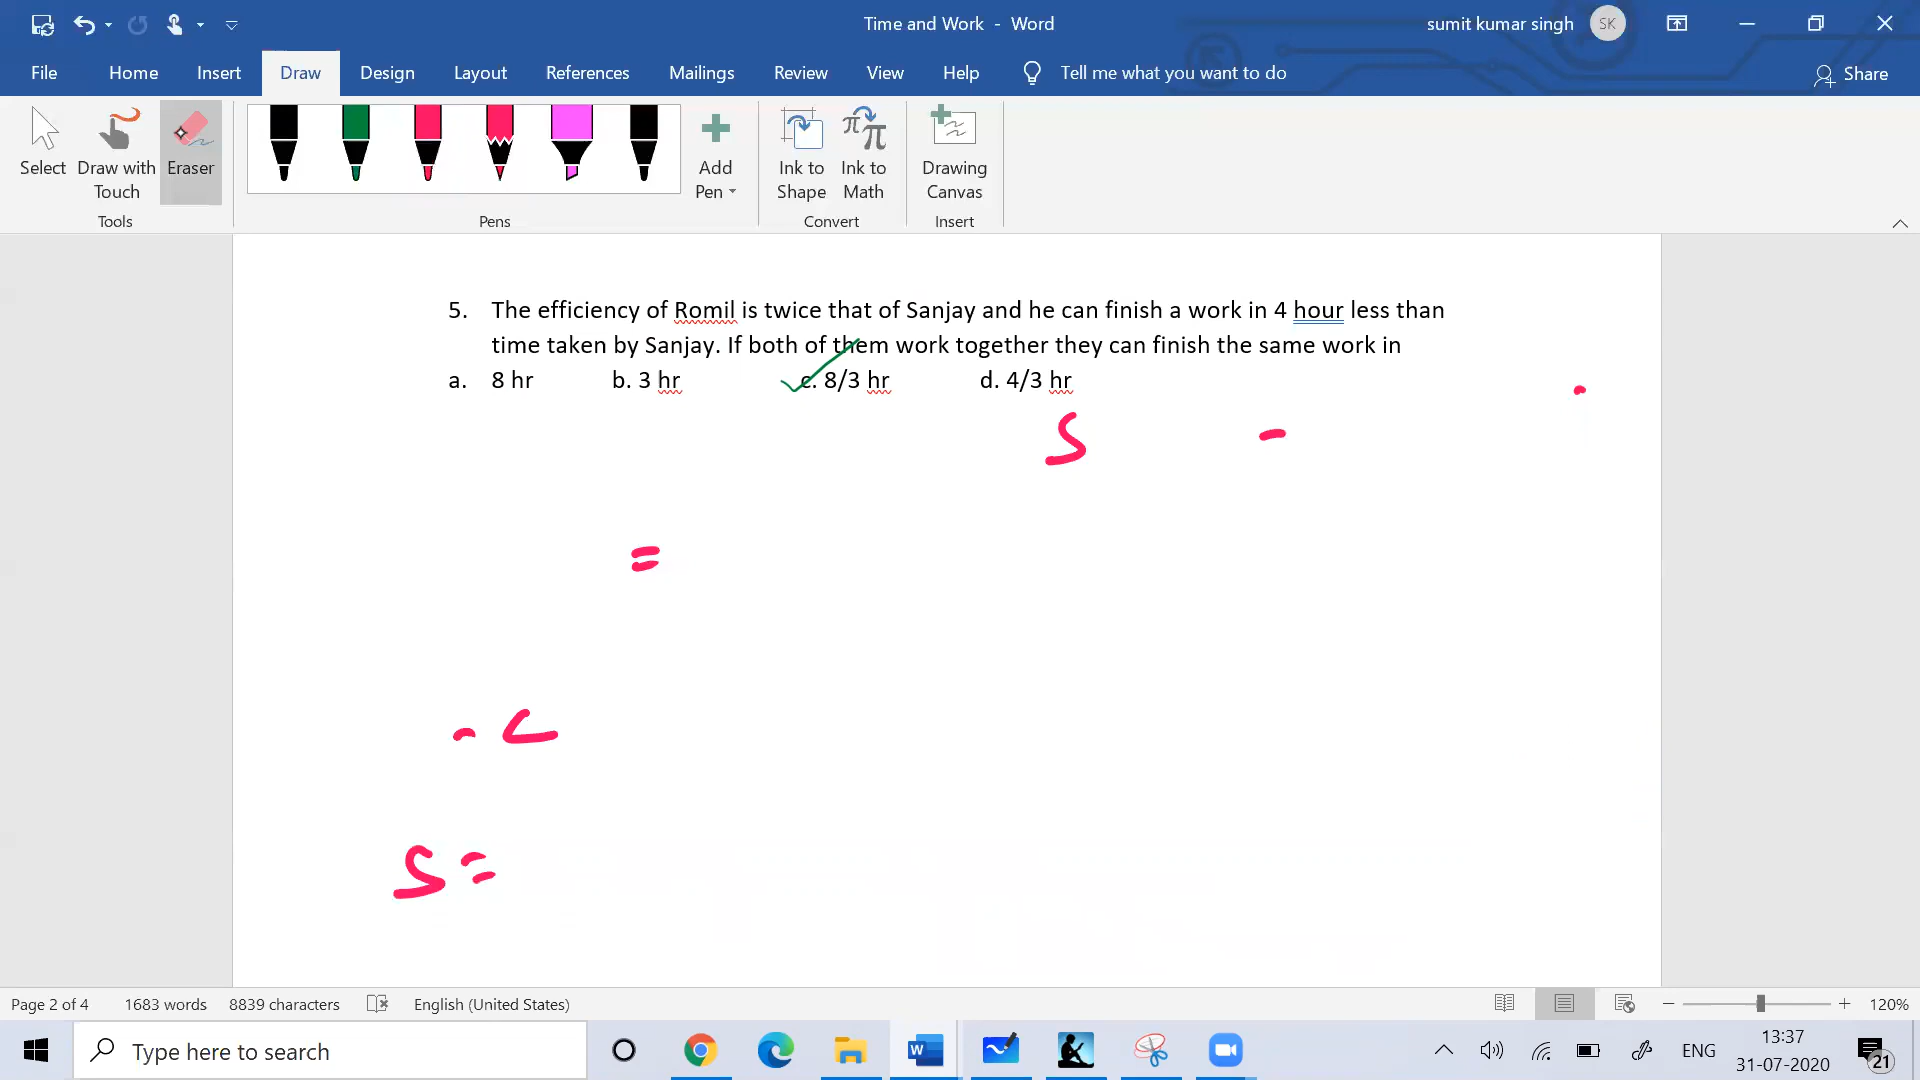 Time and Work - Word
sumit kumar singh
SK
File Home Insert Draw Design Layout References Mailings Review View Help Tell me what you want to do Share
Select Draw with Touch Eraser Add Pen Ink to Shape Ink to Math Drawing Canvas
Tools Pens Convert Insert
5. The efficiency of Romil is twice that of Sanjay and he can finish a work in 4 hour less than
time taken by Sanjay. If both of them work together they can finish the same work in
a. 8 hr b. 3 hr c. 8/3 hr d. 4/3 hr
S -
=
S =
Page 2 of 4 1683 words 8839 characters English (United States) 120%
Type here to search
ENG
13:37
31-07-2020
21